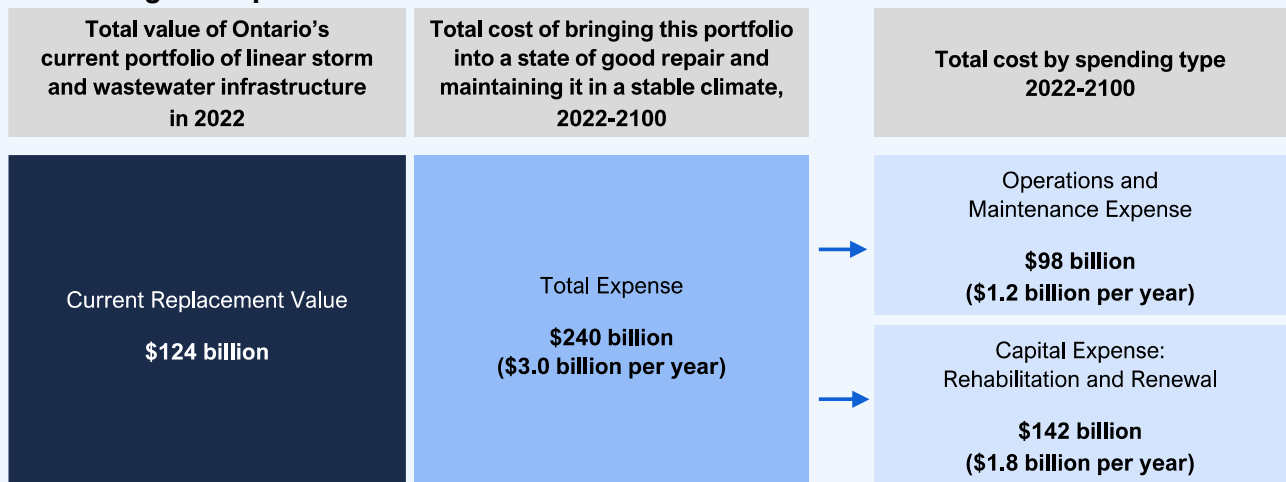 Total value of Ontario's
current portfolio of linear storm
and wastewater infrastructure
in 2022
Total cost of bringing this portfolio
into a state of good repair and
maintaining it in a stable climate,
2022-2100
Total cost by spending type
2022-2100
Current Replacement Value
$124 billion
Total Expense
$240 billion
($3.0 billion per year)
Operations and
Maintenance Expense
$98 billion
($1.2 billion per year)
Capital Expense:
Rehabilitation and Renewal
$142 billion
($1.8 billion per year)